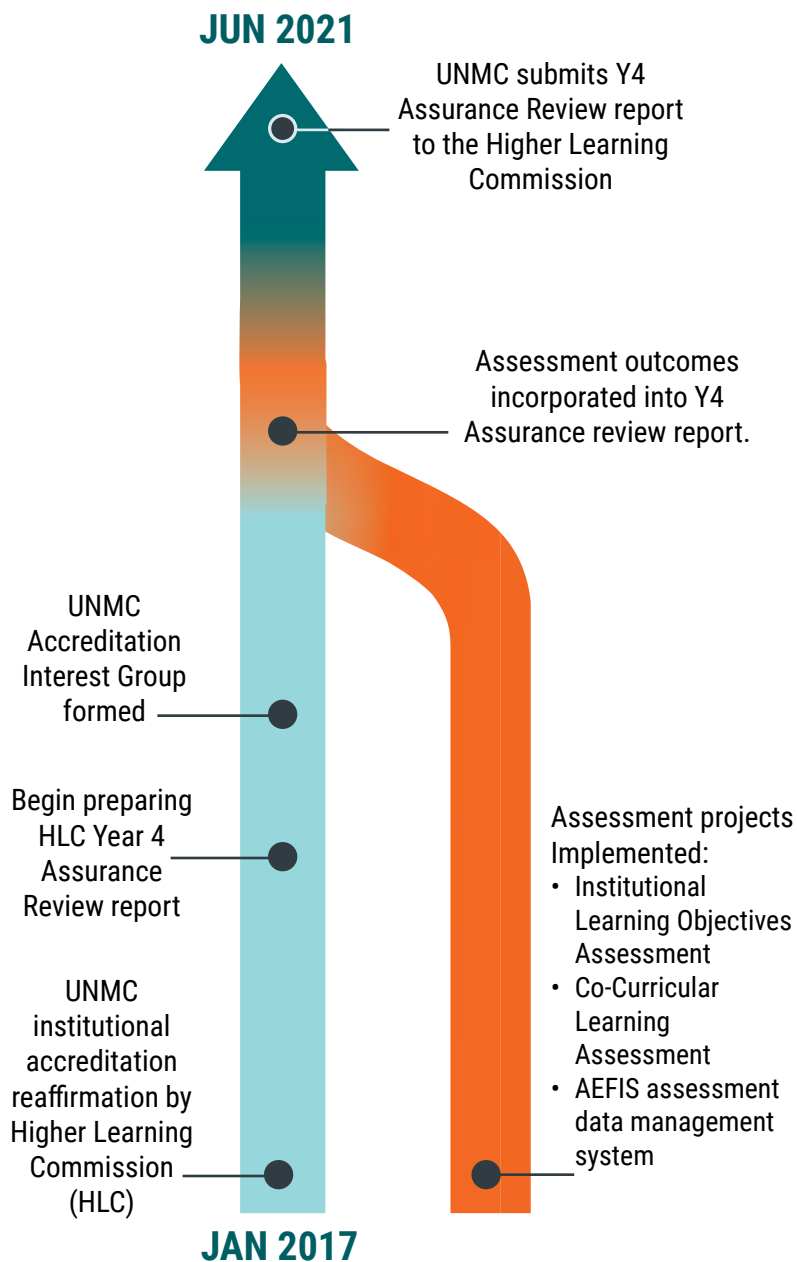 JUN 2021
UNMC submits Y4
Assurance Review report
to the Higher Learning
Commission
Assessment outcomes
incorporated into Y4
Assurance review report.
UNMC
Accreditation
Interest Group
formed
Begin preparing
HLC Year 4
Assurance
Review report
Assessment projects
Implemented:
• Institutional
Learning Objectives
Assessment
• Co-Curricular
Learning
Assessment
• AEFIS assessment
data management
system
UNMC
institutional
accreditation
reaffirmation by
Higher Learning
Commission
(HLC)
JAN 2017